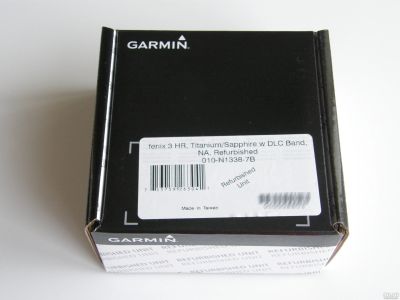 GARMIN
fenix 3 HR, Titanium/Sapphire w DLC Band,
NA, Refurbished
010-N1338-7B
Refurbished
Unit
Made in Taiwan
GARMIN
REFURBISHED UNIT